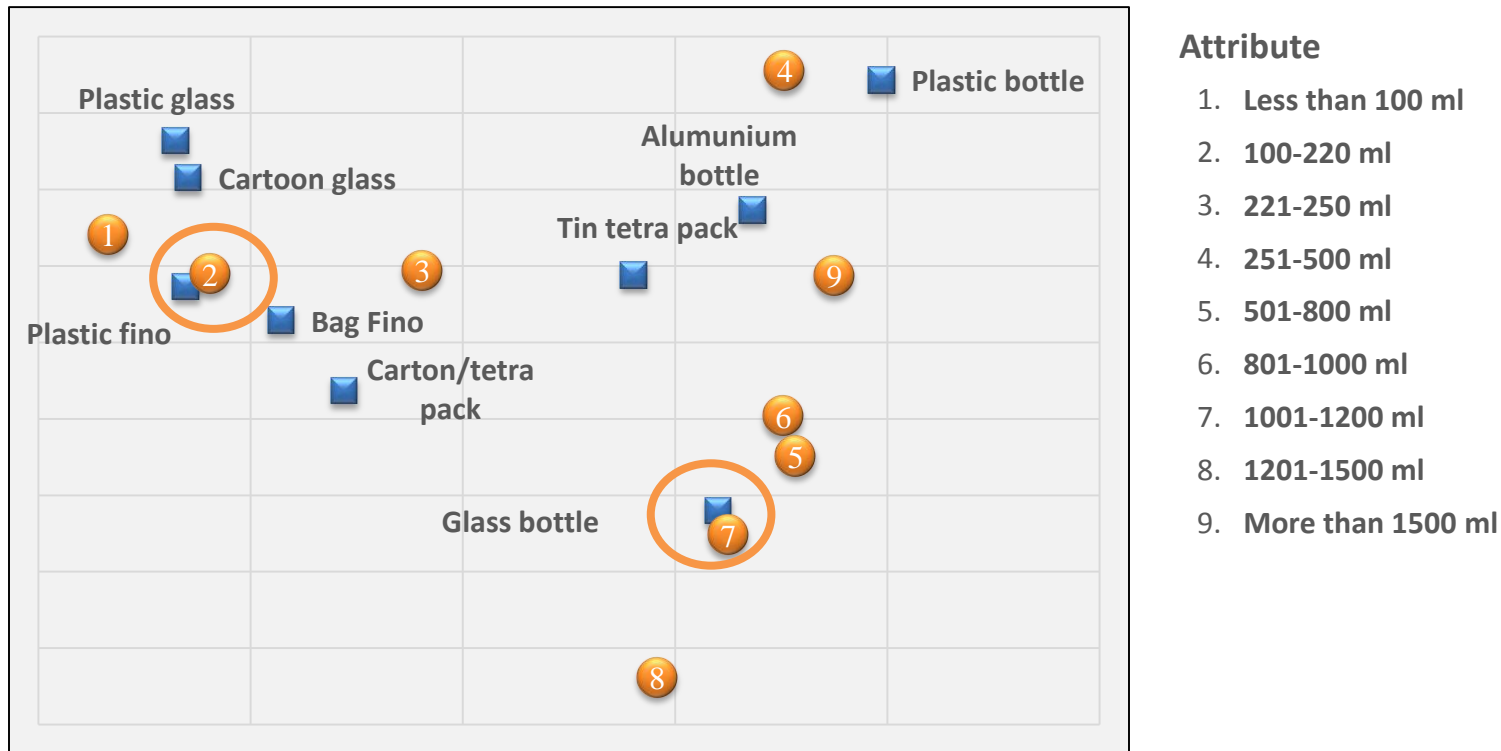 4
Plastic bottle
Plastic glass
Alumunium
bottle
Cartoon glass
Tin tetra pack
1
2
3
9
Plastic fino
Bag Fino
Carton/tetra
pack
6
5
Glass bottle
7
8
Attribute
1. Less than 100 ml
2. 100-220 ml
3. 221-250 ml
4. 251-500 ml
5. 501-800 ml
6. 801-1000 ml
7. 1001-1200 ml
8. 1201-1500 ml
9. More than 1500 ml